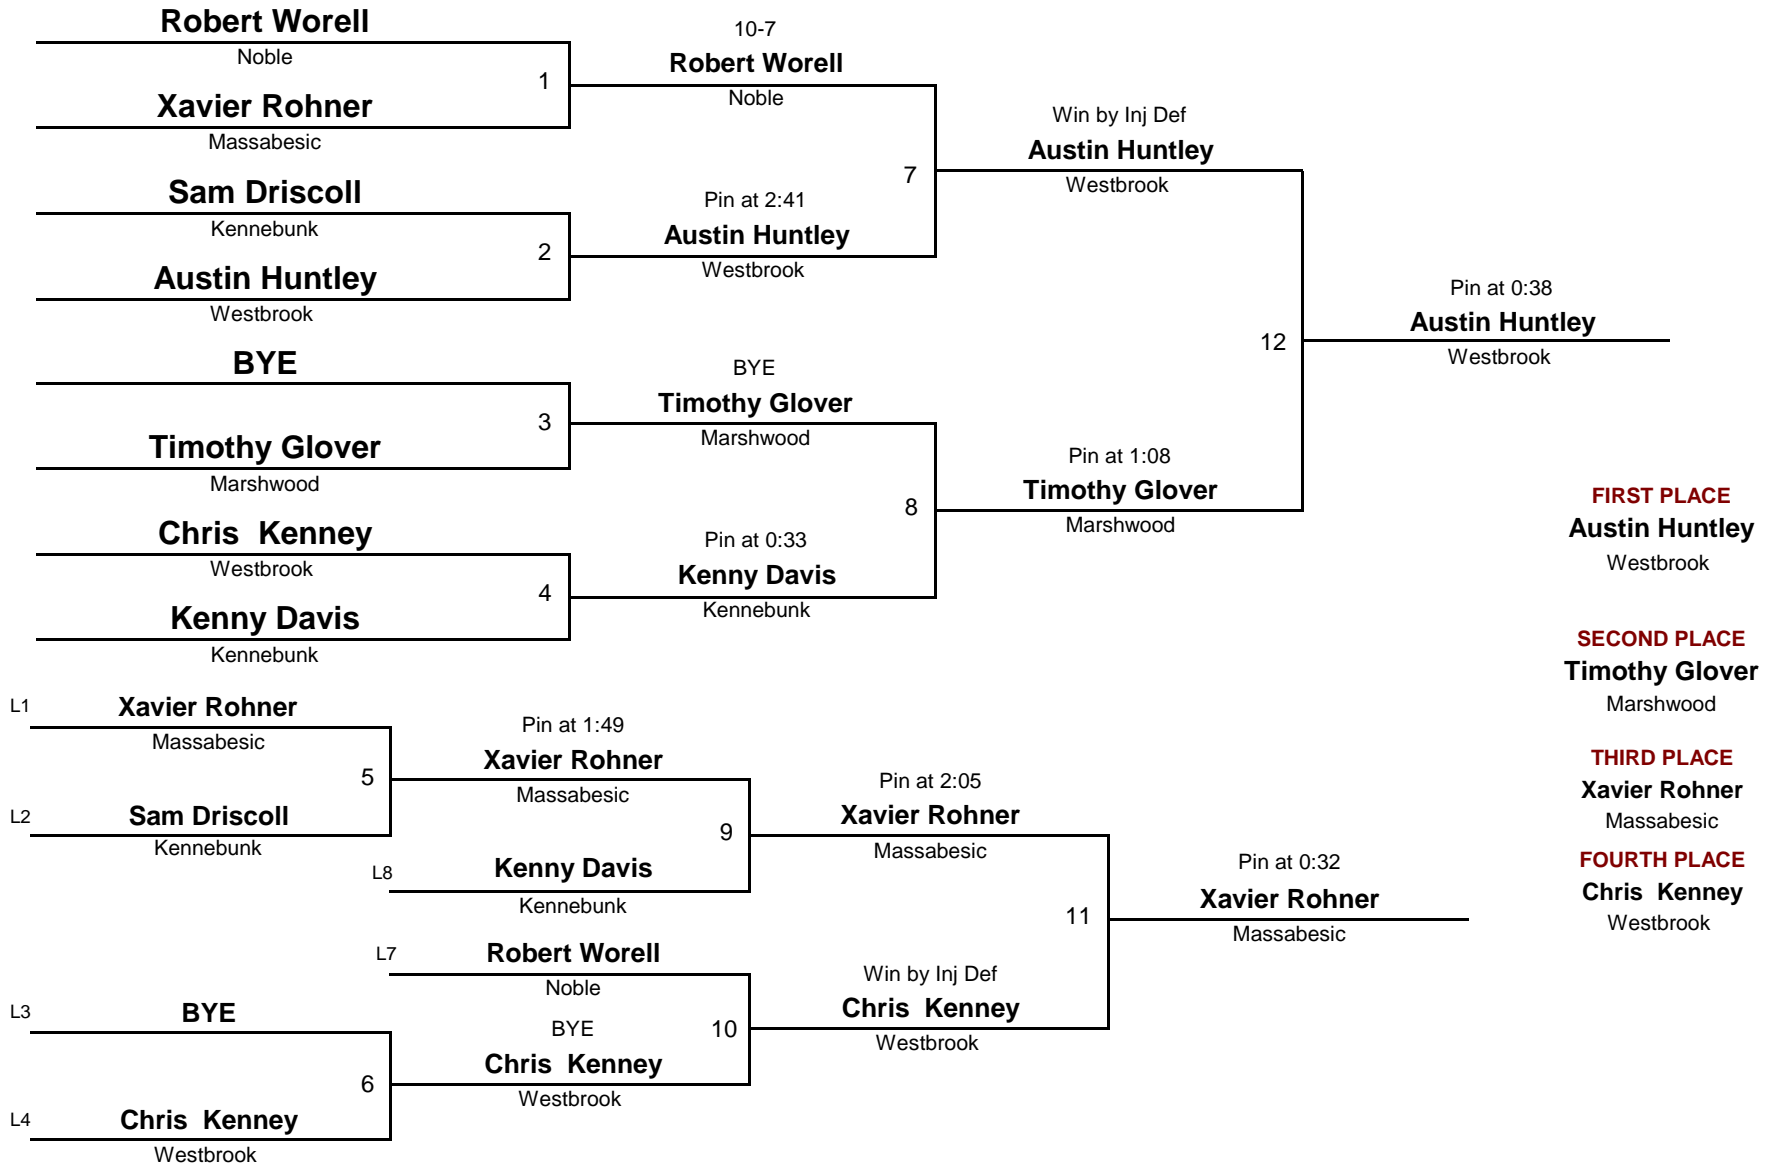 Robert Worell
Noble
1
Xavier Rohner
Massabesic
Sam Driscoll
Kennebunk
2
Austin Huntley
Westbrook
BYE
3
Timothy Glover
Marshwood
Chris  Kenney
Westbrook
4
Kenny Davis
Kennebunk
10-7
Robert Worell
Noble
7
Pin at 2:41
Austin Huntley
Westbrook
BYE
Timothy Glover
Marshwood
8
Pin at 0:33
Kenny Davis
Kennebunk
Win by Inj Def
Austin Huntley
Westbrook
12
Pin at 1:08
Timothy Glover
Marshwood
Pin at 0:38
Austin Huntley
Westbrook
FIRST PLACE
Austin Huntley
Westbrook
SECOND PLACE
Timothy Glover
Marshwood
THIRD PLACE
Xavier Rohner
Massabesic
FOURTH PLACE
Chris  Kenney
Westbrook
L1
Xavier Rohner
Massabesic
5
L2
Sam Driscoll
Kennebunk
L3
BYE
6
L4
Chris  Kenney
Westbrook
Pin at 1:49
Xavier Rohner
Massabesic
9
L8
Kenny Davis
Kennebunk
L7
Robert Worell
Noble
10
BYE
Chris  Kenney
Westbrook
Pin at 2:05
Xavier Rohner
Massabesic
11
Win by Inj Def
Chris  Kenney
Westbrook
Pin at 0:32
Xavier Rohner
Massabesic